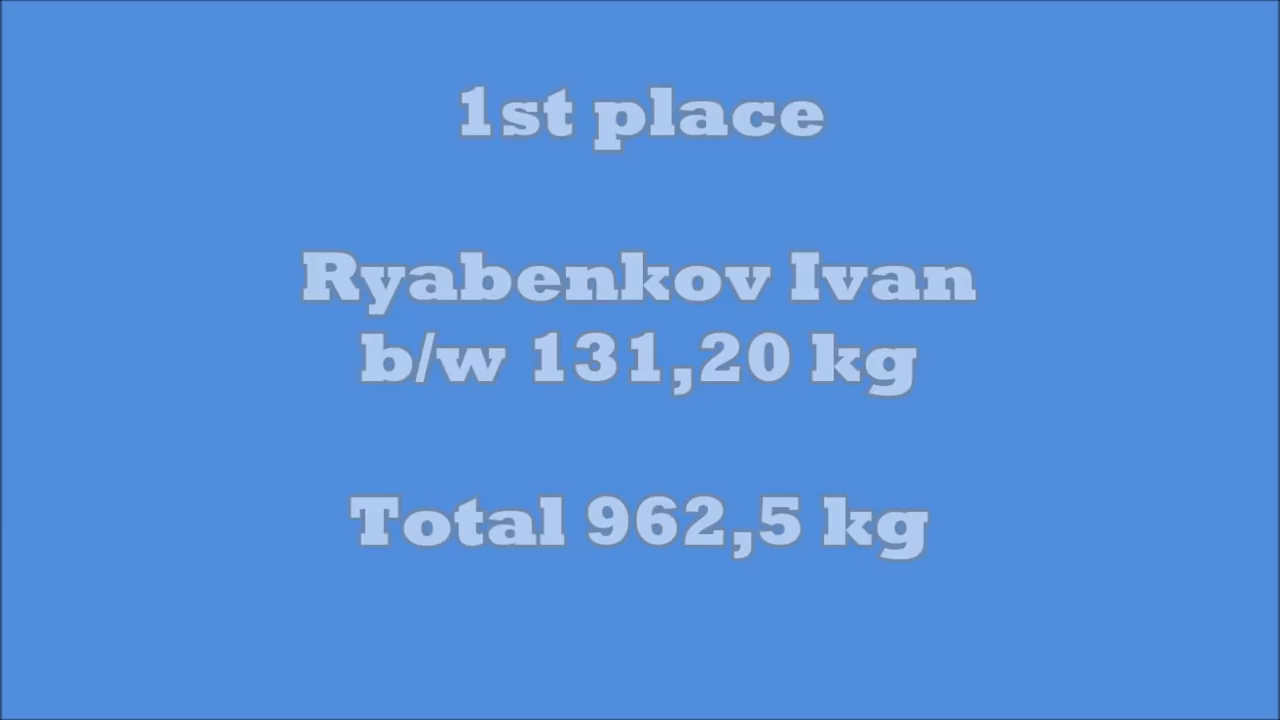 1st place
Ryabenkov Ivan
b/w 131,20 kg
Total 962,5 kg